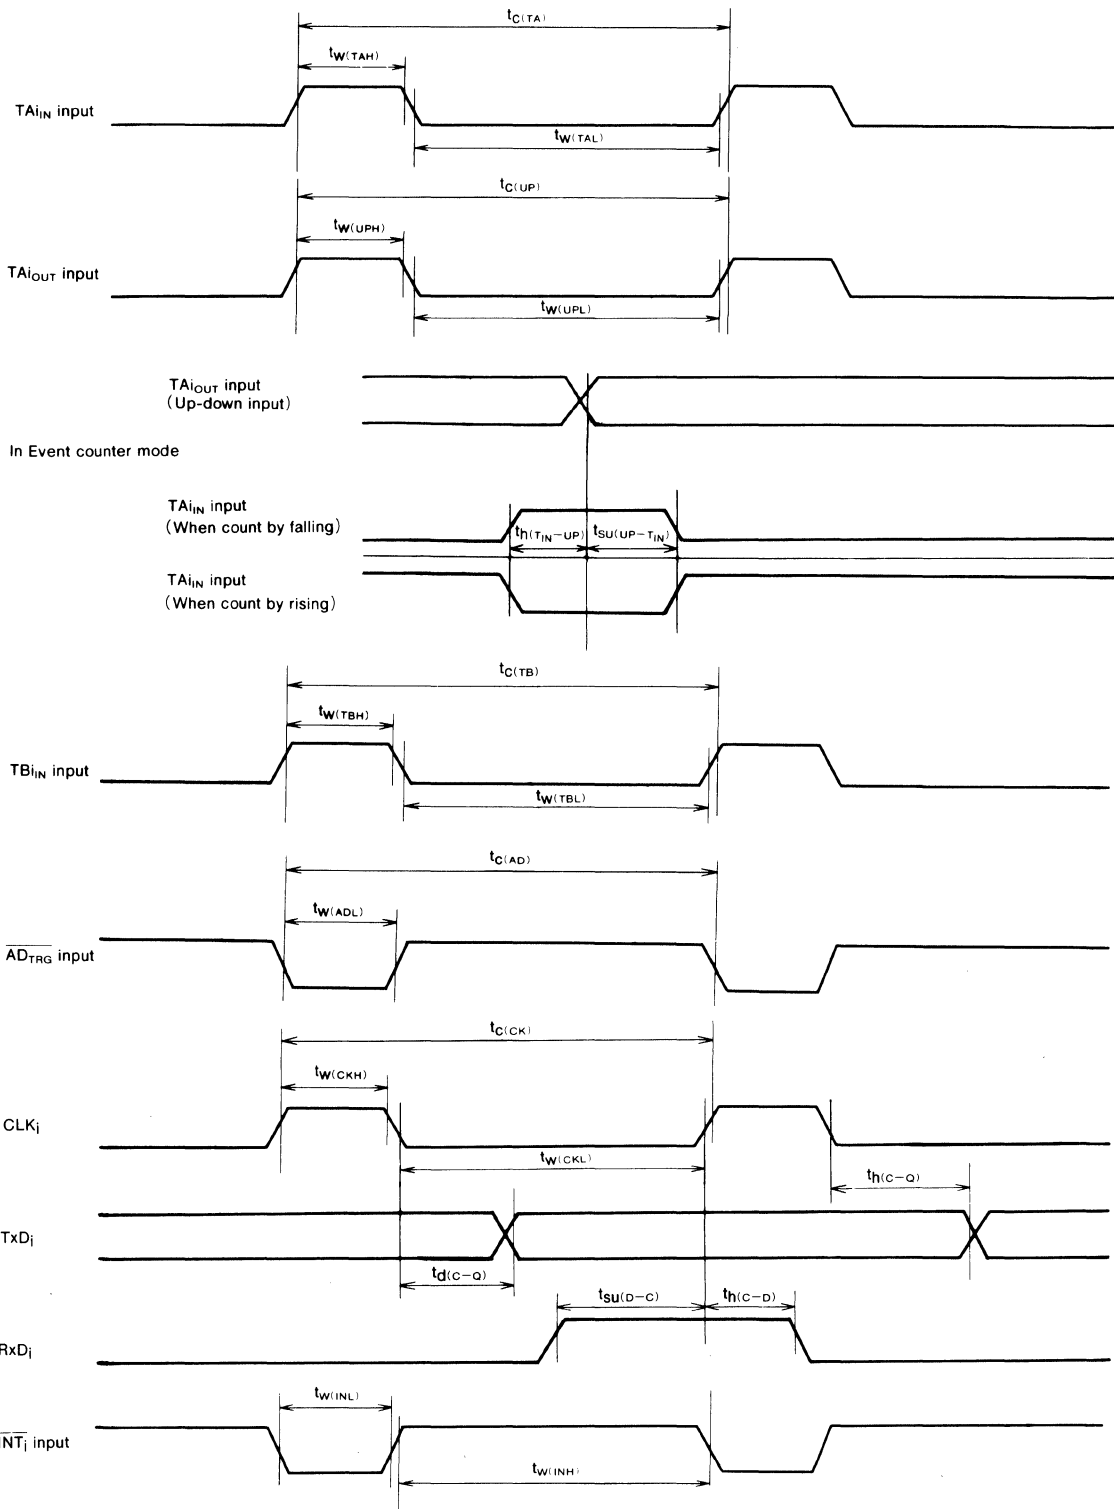 tC(TA)
tW(TAH)
TAiIN input
tW(TAL)
tC(UP)
tW(UPH)
TAiOUT input
tW(UPL)
TAiOUT input
(Up-down input)
In Event counter mode
TAiIN input
(When count by falling)
th(TIN−UP) tSU(UP−TIN)
TAiIN input
(When count by rising)
tC(TB)
tW(TBH)
TBiIN input
tW(TBL)
tC(AD)
tW(ADL)
ADTRG input
tC(CK)
tW(CKH)
CLKi
tW(CKL)
th(C−Q)
TxDi
td(C−Q)
tsu(D−C) th(C−D)
RxDi
tW(INL)
INTi input
tW(INH)